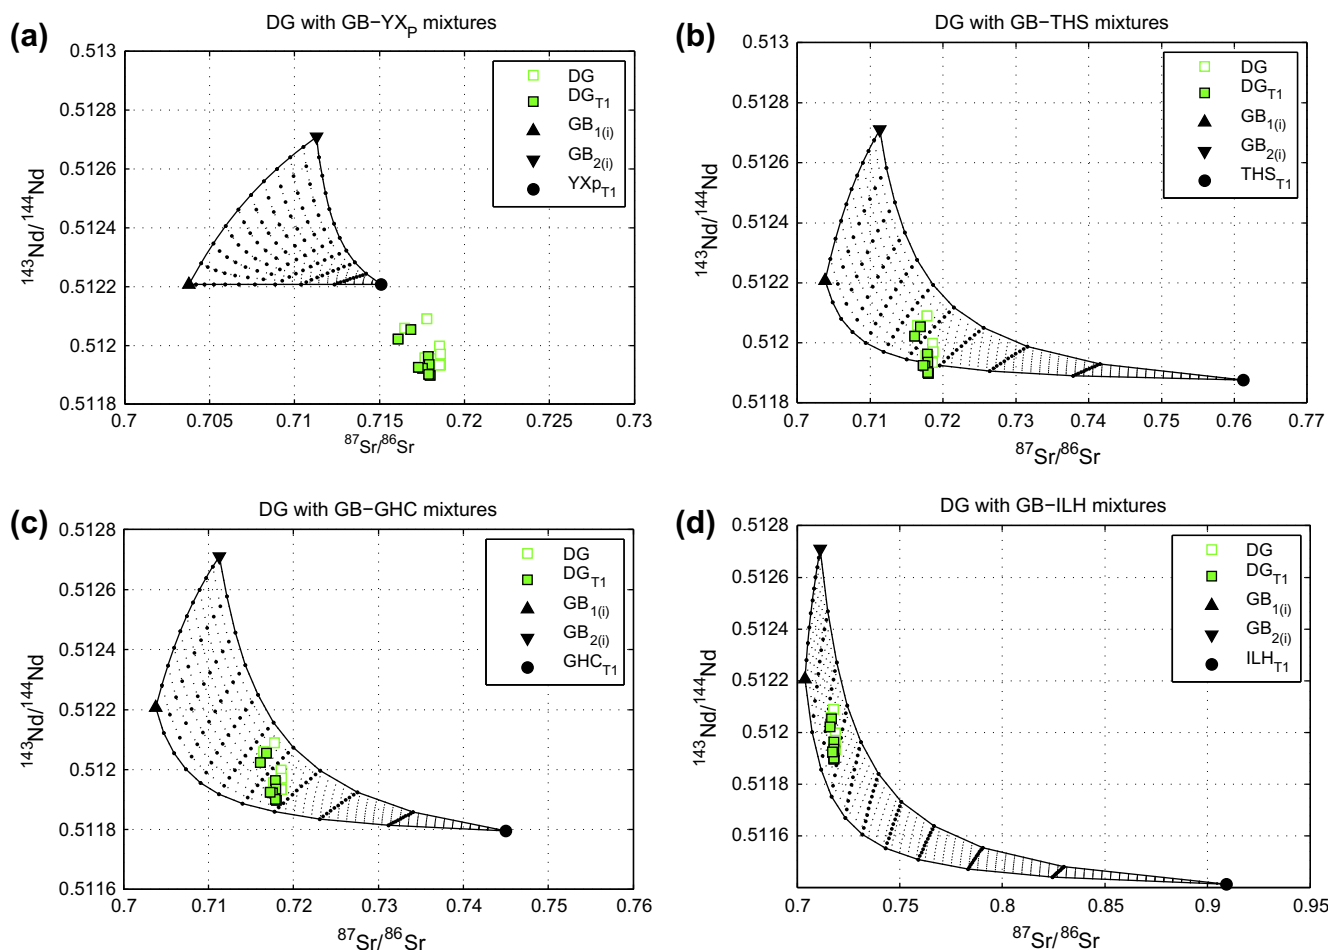 (a)
DG with GB−YX_P mixtures
0.513
0.5128
0.5126
0.5124
0.5122
0.512
0.5118
0.7
0.705
0.71
0.715
0.72
0.725
0.73
143Nd/144Nd
87Sr/86Sr
DG
DG_T1
GB_1(i)
GB_2(i)
YXp_T1
(b)
DG with GB−THS mixtures
0.513
0.5128
0.5126
0.5124
0.5122
0.512
0.5118
0.7
0.71
0.72
0.73
0.74
0.75
0.76
0.77
143Nd/144Nd
87Sr/86Sr
DG
DG_T1
GB_1(i)
GB_2(i)
THS_T1
(c)
DG with GB−GHC mixtures
0.5128
0.5126
0.5124
0.5122
0.512
0.5118
0.5116
0.7
0.71
0.72
0.73
0.74
0.75
0.76
143Nd/144Nd
87Sr/86Sr
DG
DG_T1
GB_1(i)
GB_2(i)
GHC_T1
(d)
DG with GB−ILH mixtures
0.5128
0.5126
0.5124
0.5122
0.512
0.5118
0.5116
0.7
0.75
0.8
0.85
0.9
0.95
143Nd/144Nd
87Sr/86Sr
DG
DG_T1
GB_1(i)
GB_2(i)
ILH_T1